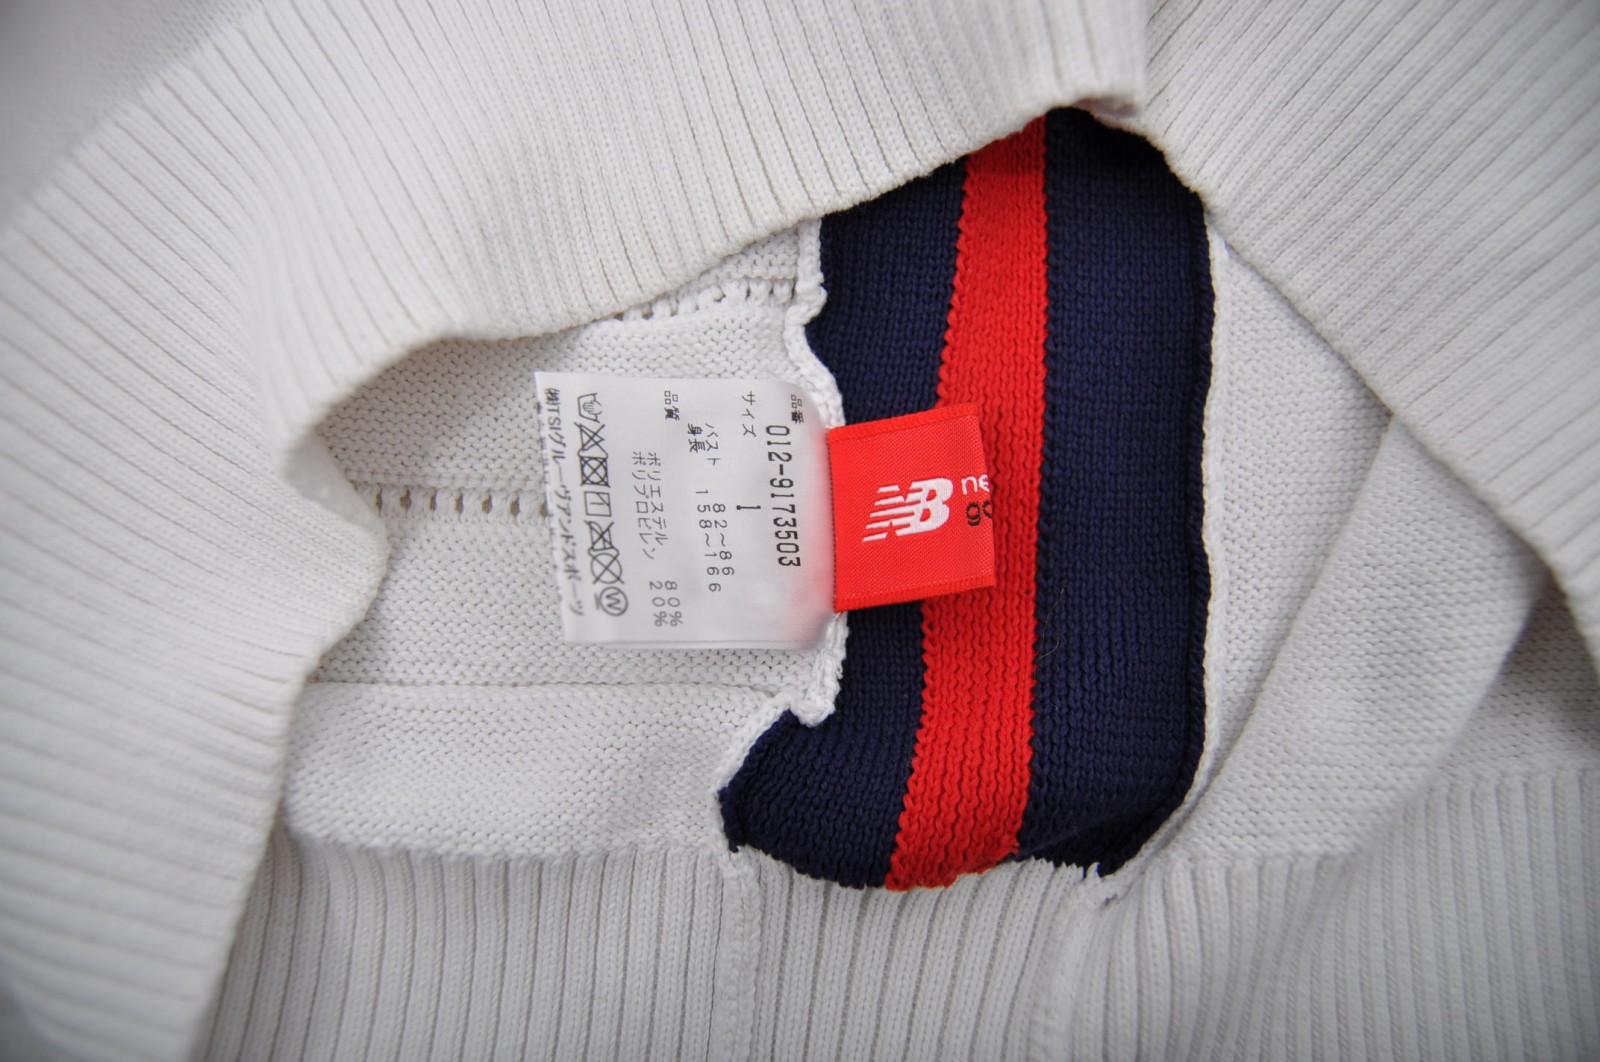 品番
012-9173503
サイズ
1
バスト 82～86
身長 158～166
品質
ポリエステル 80%
ポリプロピレン 20%
W
㈱TSIグルーヴアンドスポーツ
NB
ne
go